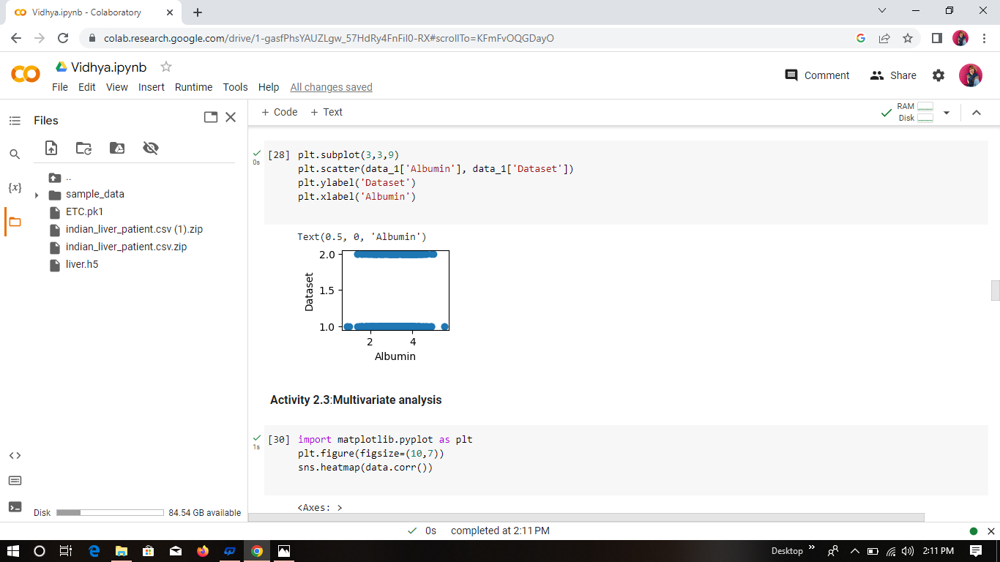 Vidhya.ipynb - Colaboratory
colab.research.google.com/drive/1-gasfPhsYAUZLgw_57HdRy4FnFiI0-RX#scrollTo=KFmFvOQGDayO
Vidhya.ipynb
File Edit View Insert Runtime Tools Help All changes saved
Comment Share
Files
+ Code + Text
RAM
Disk
..
sample_data
ETC.pk1
indian_liver_patient.csv (1).zip
indian_liver_patient.csv.zip
liver.h5
{x}
Disk 84.54 GB available
0s
[28] plt.subplot(3,3,9)
plt.scatter(data_1['Albumin'], data_1['Dataset'])
plt.ylabel('Dataset')
plt.xlabel('Albumin')
Text(0.5, 0, 'Albumin')
2.0
1.5
1.0
Dataset
2 4
Albumin
Activity 2.3:Multivariate analysis
1s
[30] import matplotlib.pyplot as plt
plt.figure(figsize=(10,7))
sns.heatmap(data.corr())
<Axes: >
0s completed at 2:11 PM
Desktop 2:11 PM